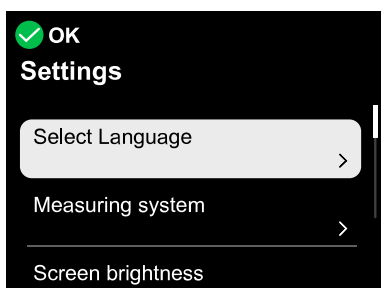 OK
Settings
Select Language
Measuring system
Screen brightness